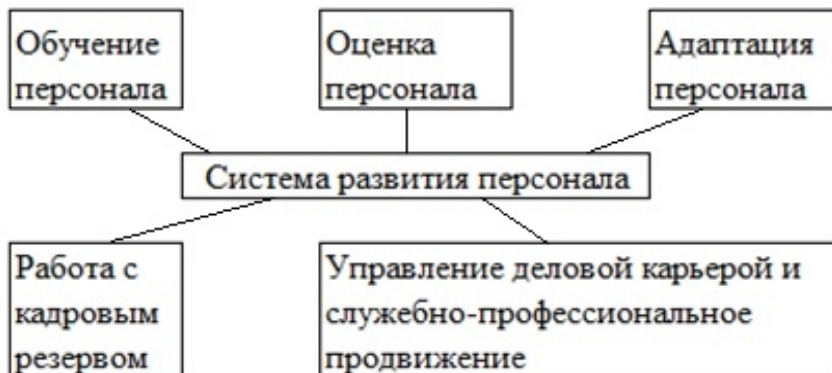 Обучение
персонала
Оценка
персонала
Адаптация
персонала
Система развития персонала
Работа с
кадровым
резервом
Управление деловой карьерой и
служебно-профессиональное
продвижение